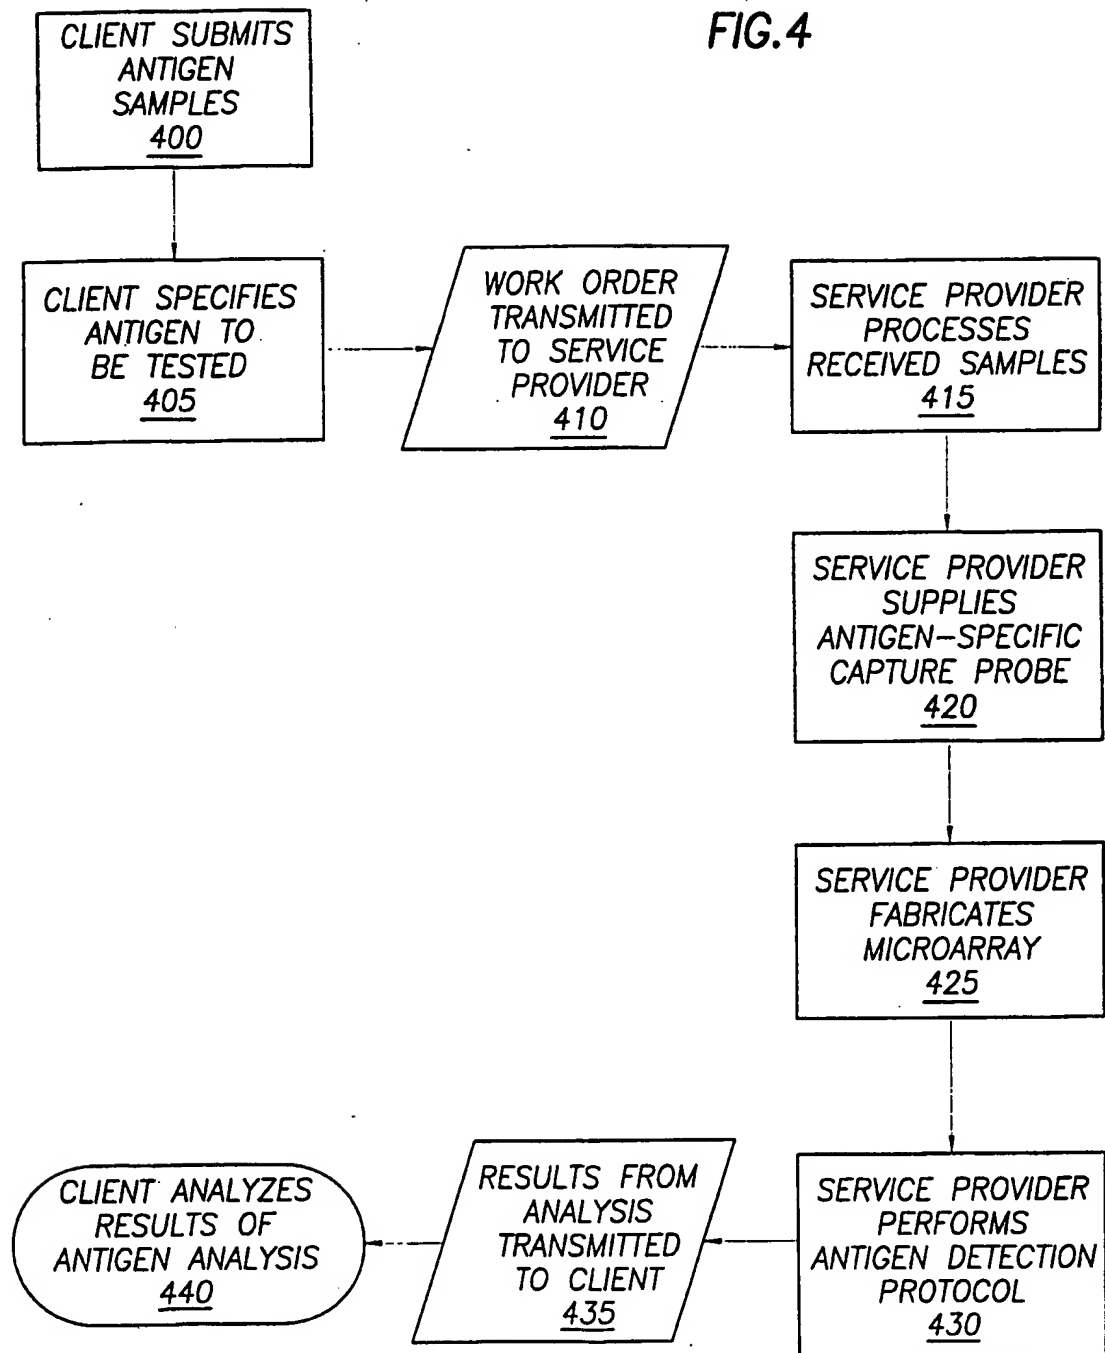 FIG.4
CLIENT SUBMITS
ANTIGEN
SAMPLES
400
CLIENT SPECIFIES
ANTIGEN TO
BE TESTED
405
WORK ORDER
TRANSMITTED
TO SERVICE
PROVIDER
410
SERVICE PROVIDER
PROCESSES
RECEIVED SAMPLES
415
SERVICE PROVIDER
SUPPLIES
ANTIGEN-SPECIFIC
CAPTURE PROBE
420
SERVICE PROVIDER
FABRICATES
MICROARRAY
425
SERVICE PROVIDER
PERFORMS
ANTIGEN DETECTION
PROTOCOL
430
RESULTS FROM
ANALYSIS
TRANSMITTED
TO CLIENT
435
CLIENT ANALYZES
RESULTS OF
ANTIGEN ANALYSIS
440